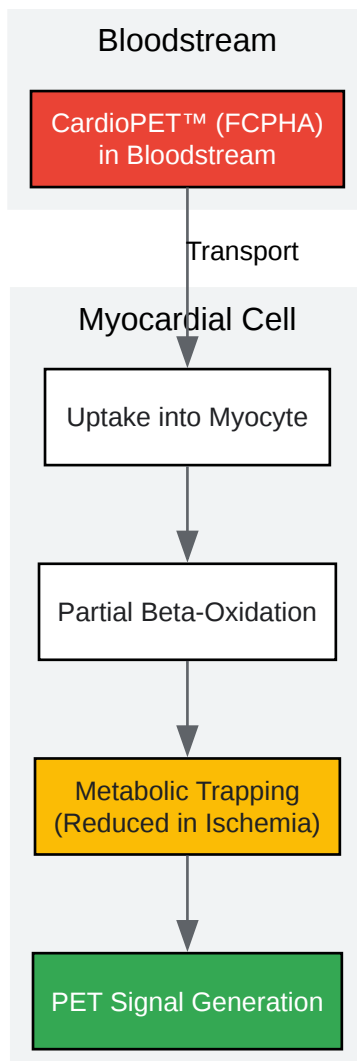 Bloodstream
CardioPET™ (FCPHA)
in Bloodstream
Transport
Myocardial Cell
Uptake into Myocyte
Partial Beta-Oxidation
Metabolic Trapping
(Reduced in Ischemia)
PET Signal Generation